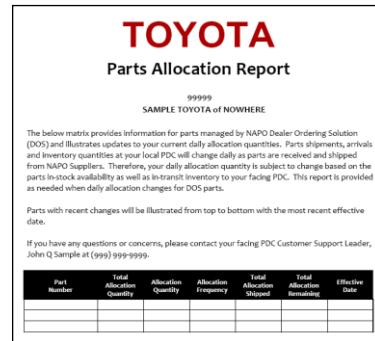 TOYOTA
Parts Allocation Report
99999
SAMPLE TOYOTA of NOWHERE
The below matrix provides information for parts managed by NAPO Dealer Ordering Solution
(DOS) and illustrates updates to your current daily allocation quantities. Parts shipments, arrivals
and inventory quantities at your local PDC will change daily as parts are received and shipped
from NAPO Suppliers. Therefore, your daily allocation quantity is subject to change based on the
parts in-stock availability as well as in-transit inventory to your facing PDC. This report is provided
as needed when daily allocation changes for DOS parts.
Parts with recent changes will be illustrated from top to bottom with the most recent effective
date.
If you have any questions or concerns, please contact your facing PDC Customer Support Leader,
John Q Sample at (999) 999-9999.
Part Number Total Allocation Quantity Allocation Quantity Allocation Frequency Total Allocation Shipped Total Allocation Remaining Effective Date